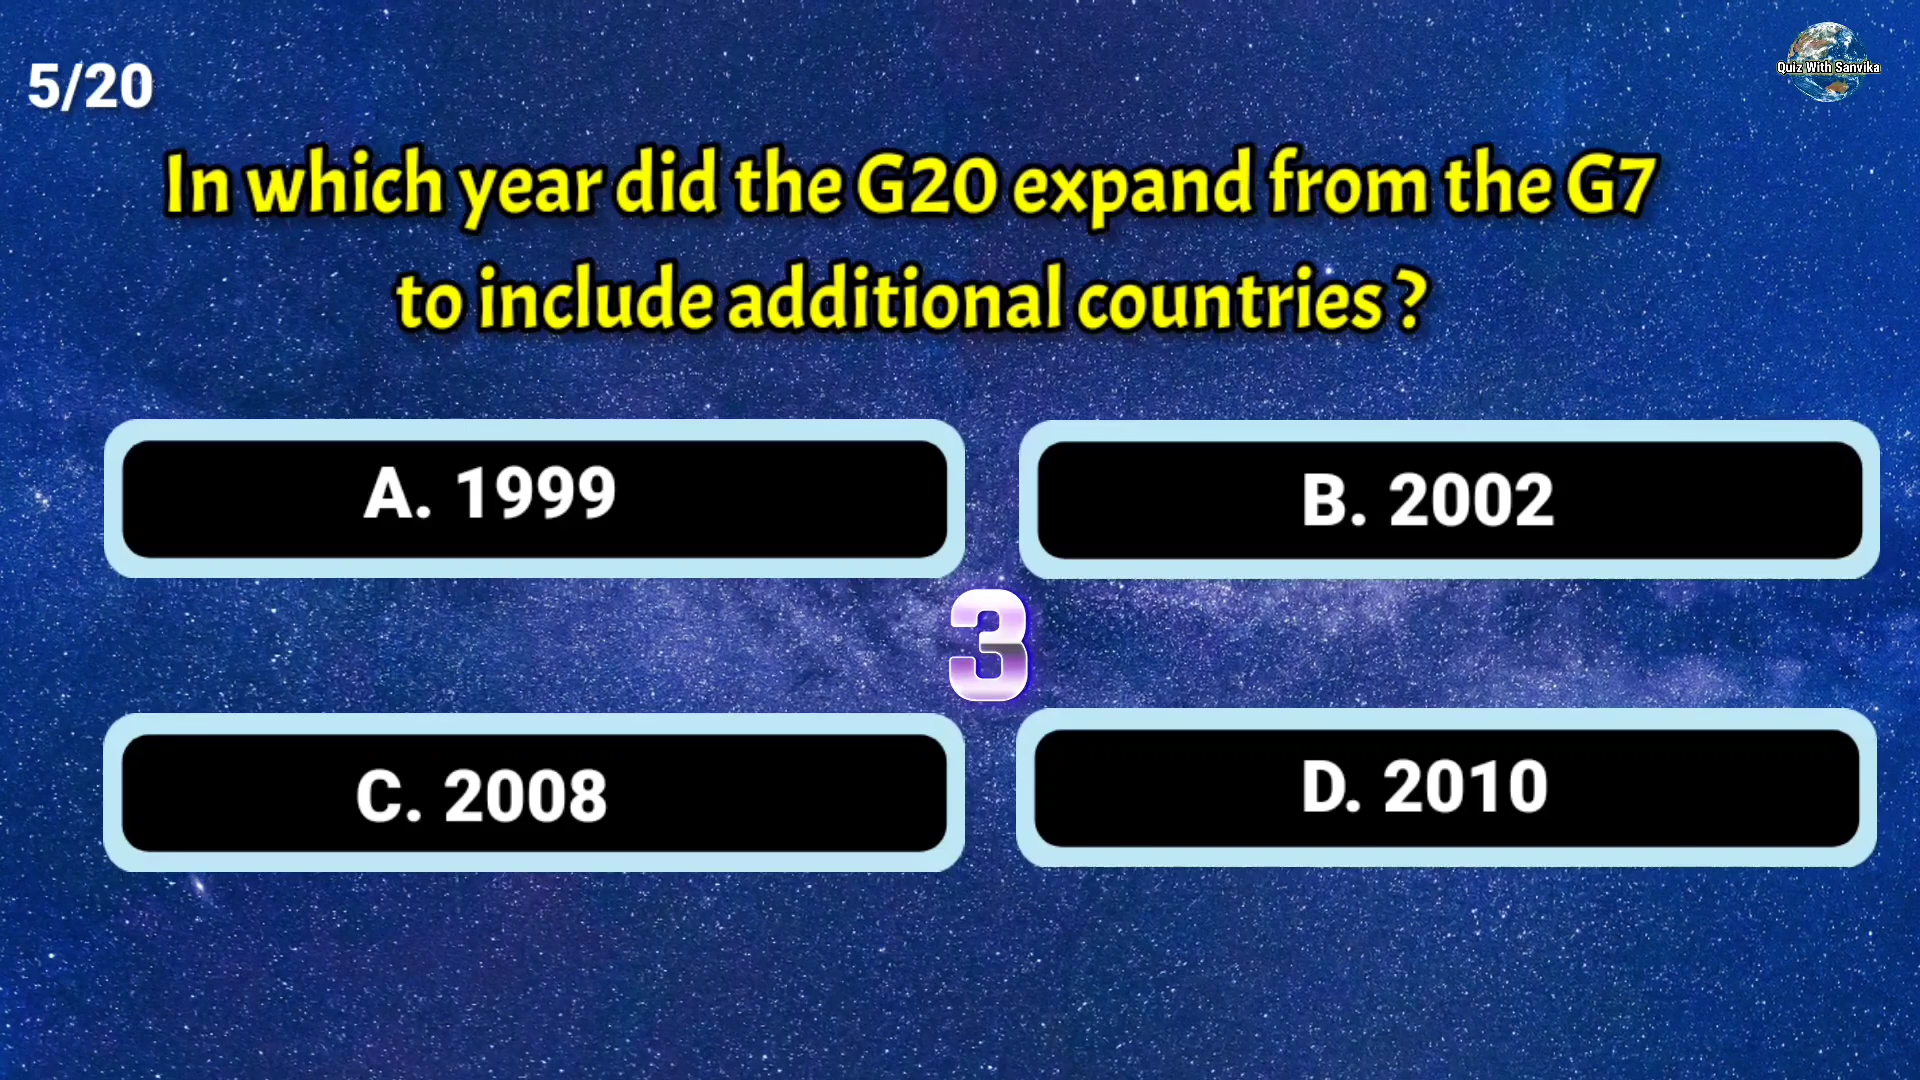 5/20
Quiz With Sanvika
In which year did the G20 expand from the G7
to include additional countries ?
A. 1999
B. 2002
3
C. 2008
D. 2010